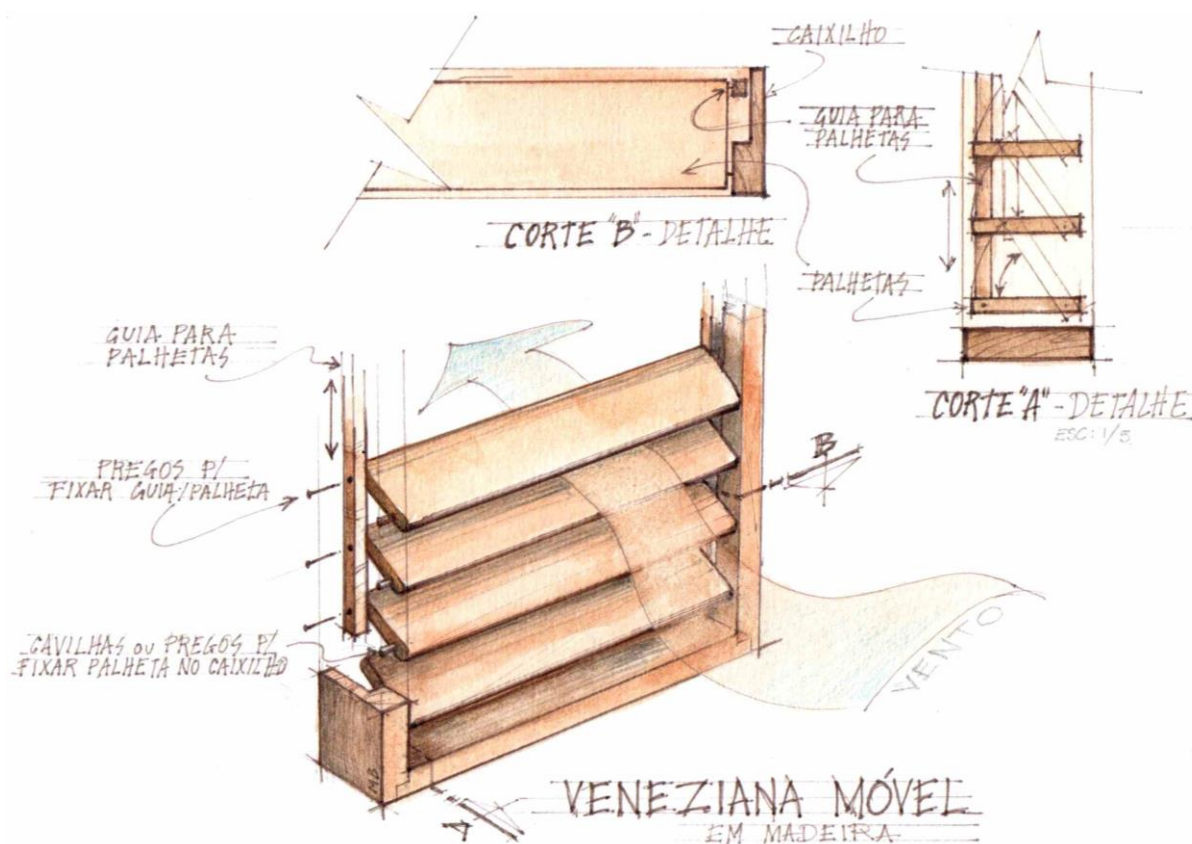 CAIXILHO
GUIA PARA
PALHETAS
CORTE "B" - DETALHE
PALHETAS
CORTE "A" - DETALHE
ESC: 1/5
GUIA PARA
PALHETAS
PREGOS P/
FIXAR GUIA/PALHETA
CAVILHAS OU PREGOS P/
FIXAR PALHETA NO CAIXILHO
B
VENTO
A
VENEZIANA MÓVEL
EM MADEIRA